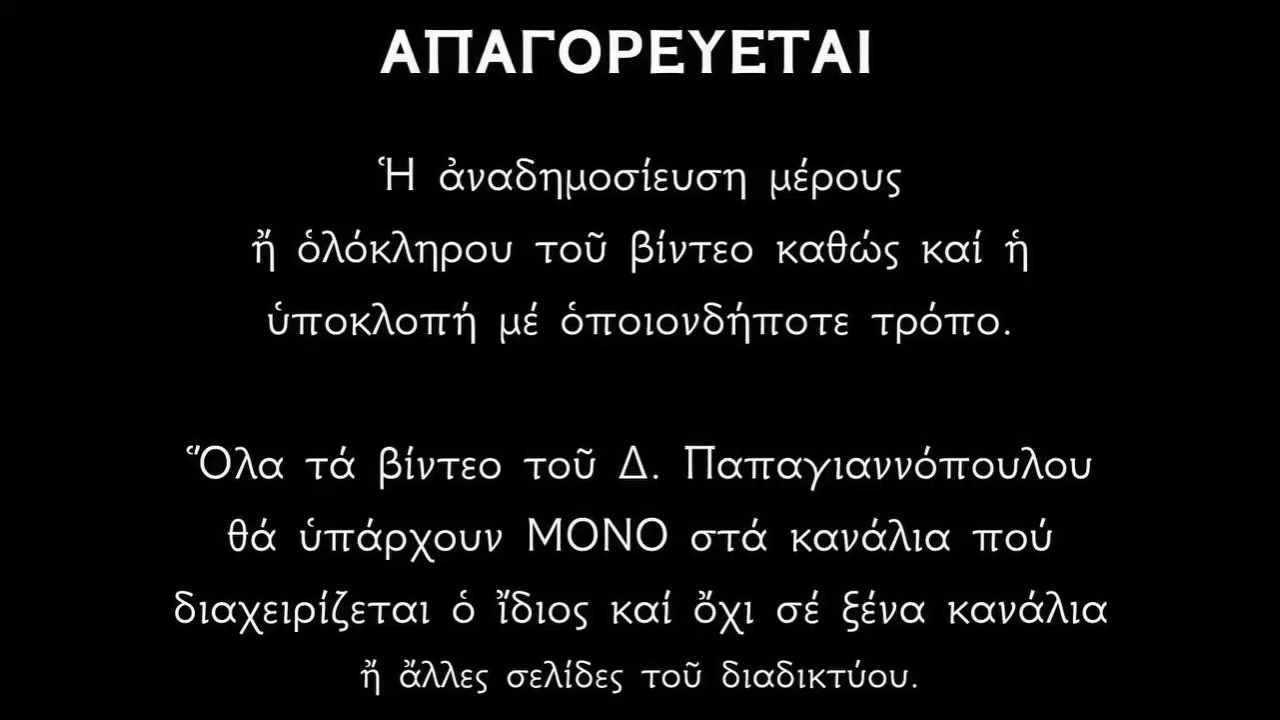 ΑΠΑΓΟΡΕΥΕΤΑΙ
Ἡ ἀναδημοσίευση μέρους
ἤ ὁλόκληρου τοῦ βίντεο καθώς καί ἡ
ὑποκλοπή μέ ὁποιονδήποτε τρόπο.
Ὅλα τά βίντεο τοῦ Δ. Παπαγιαννόπουλου
θά ὑπάρχουν ΜΟΝΟ στά κανάλια πού
διαχειρίζεται ὁ ἴδιος καί ὄχι σέ ξένα κανάλια
ἤ ἄλλες σελίδες τοῦ διαδικτύου.